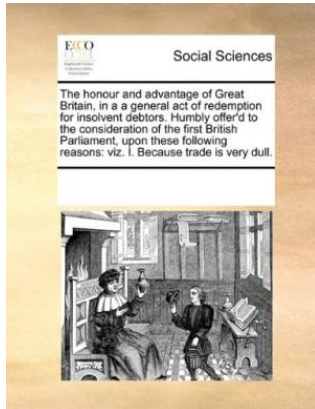 ECCO
Social Sciences
The honour and advantage of Great
Britain, in a a general act of redemption
for insolvent debtors. Humbly offer'd to
the consideration of the first British
Parliament, upon these following
reasons: viz. I. Because trade is very dull.